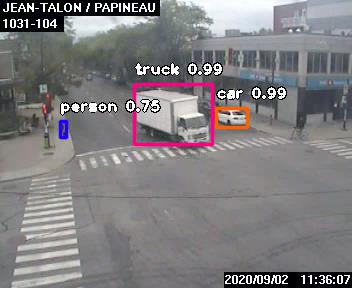 JEAN-TALON / PAPINEAU
1031-104
truck 0.99
car 0.99
person 0.75
2020/09/02 11:36:07